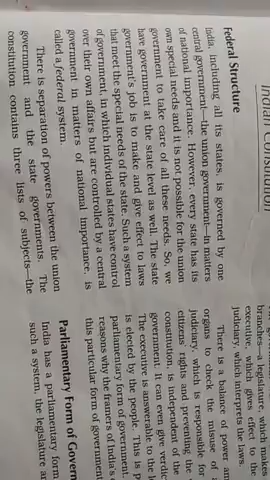 Indian Constitution
Federal Structure
India, including all its states, is governed by one
central government—the union government—in matters
of national importance. However, every state has its
own special needs and it is not possible for the union
government to take care of all these needs. So, we
have government at the state level as well. The state
government's job is to make and give effect to laws
that meet the special needs of the state. Such a system
of government, in which individual states have control
over their own affairs but are controlled by a central
government in matters of national importance, is
called a federal system.
There is separation of powers between the union
government and the state governments. The
constitution contains three lists of subjects—the
branches—a legislature, which makes
executive, which gives effect to the
judiciary, which interprets the laws.
There is a balance of power am
organs to check the misuse of
judiciary, which is responsible for
citizens' rights and preventing the
constitution, is independent of the
government. It can even give verdic
The executive is answerable to the l
is elected by the people. This is p
parliamentary form of government,
reasons why the framers of India's
this particular form of government
Parliamentary Form of Govern
India has a parliamentary form
such a system, the legislature an